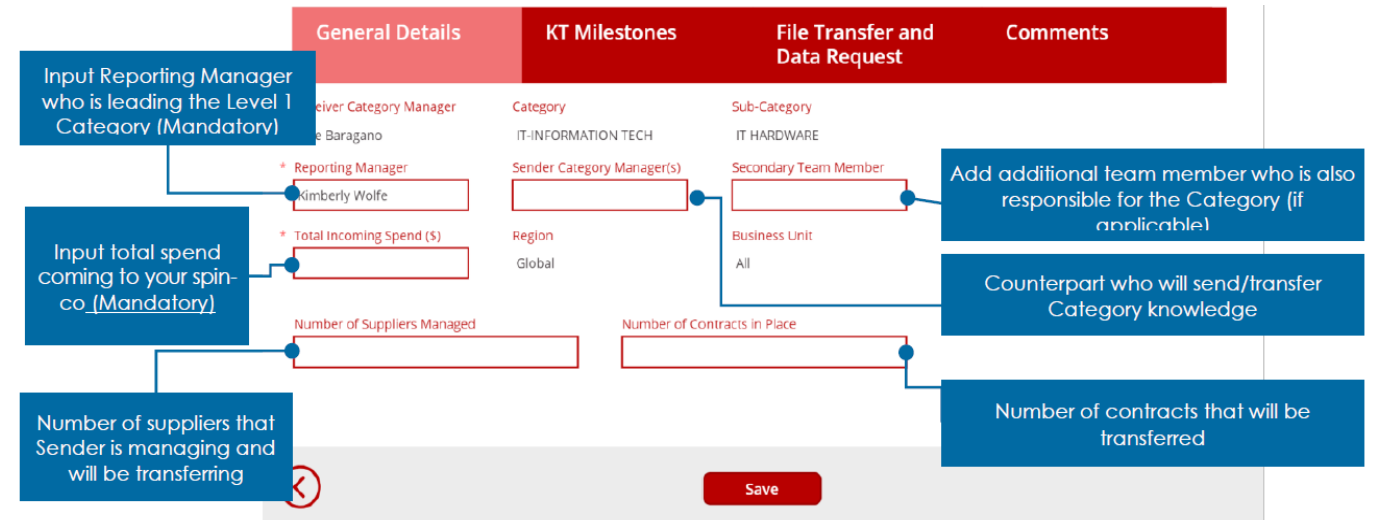 General Details
KT Milestones
File Transfer and
Data Request
Comments
Input Reporting Manager
who is leading the Level 1
Category (Mandatory)
Category Manager
Category
Sub-Category
Baragano
IT-INFORMATION TECH
IT HARDWARE
* Reporting Manager
Sender Category Manager(s)
Secondary Team Member
Kimberly Wolfe
Add additional team member who is also
responsible for the Category (if
applicable)
Input total spend
coming to your spin-
co (Mandatory)
* Total Incoming Spend ($)
Region
Business Unit
Global
All
Counterpart who will send/transfer
Category knowledge
Number of Suppliers Managed
Number of Contracts in Place
Number of suppliers that
Sender is managing and
will be transferring
Number of contracts that will be
transferred
Save